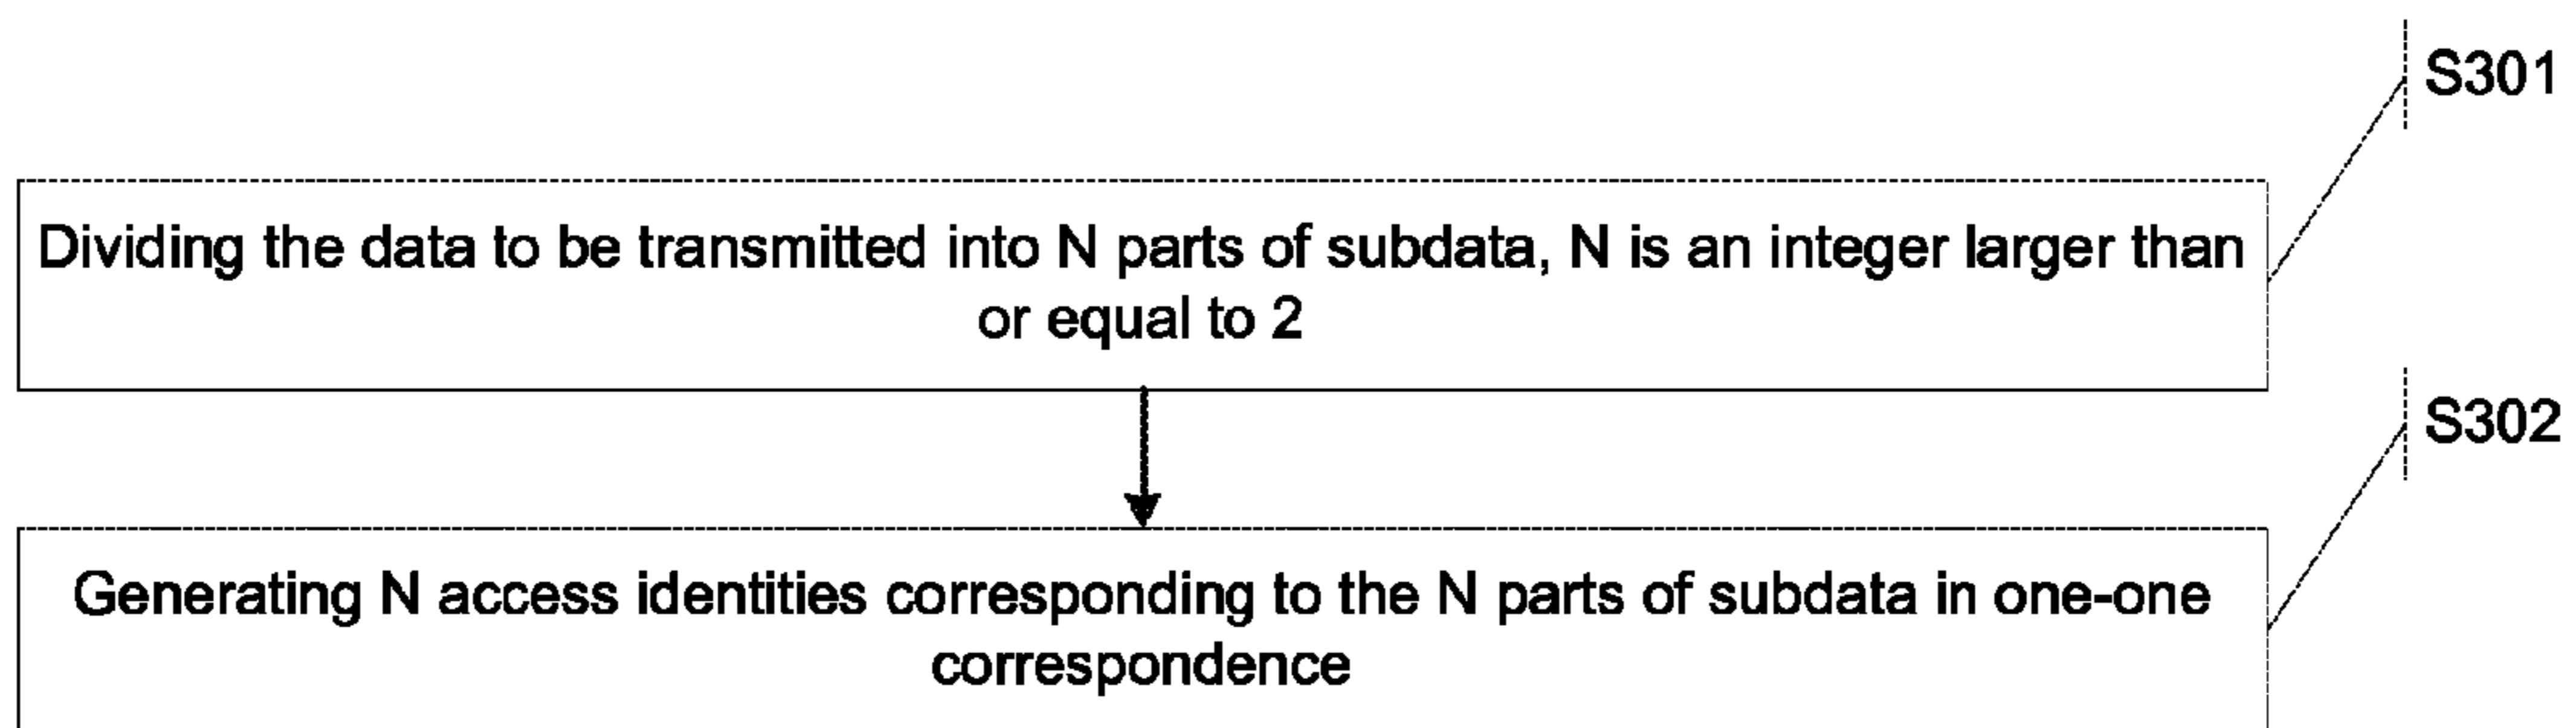 S301
Dividing the data to be transmitted into N parts of subdata, N is an integer larger than
or equal to 2
S302
Generating N access identities corresponding to the N parts of subdata in one-one
correspondence